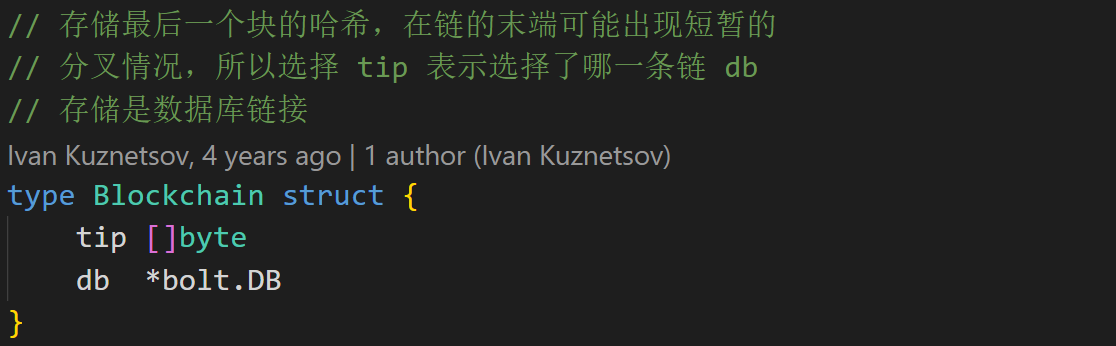 // 存储最后一个块的哈希，在链的末端可能出现短暂的
// 分叉情况，所以选择 tip 表示选择了哪一条链 db
// 存储是数据库链接
Ivan Kuznetsov, 4 years ago | 1 author (Ivan Kuznetsov)
type Blockchain struct {
    tip []byte
    db  *bolt.DB
}